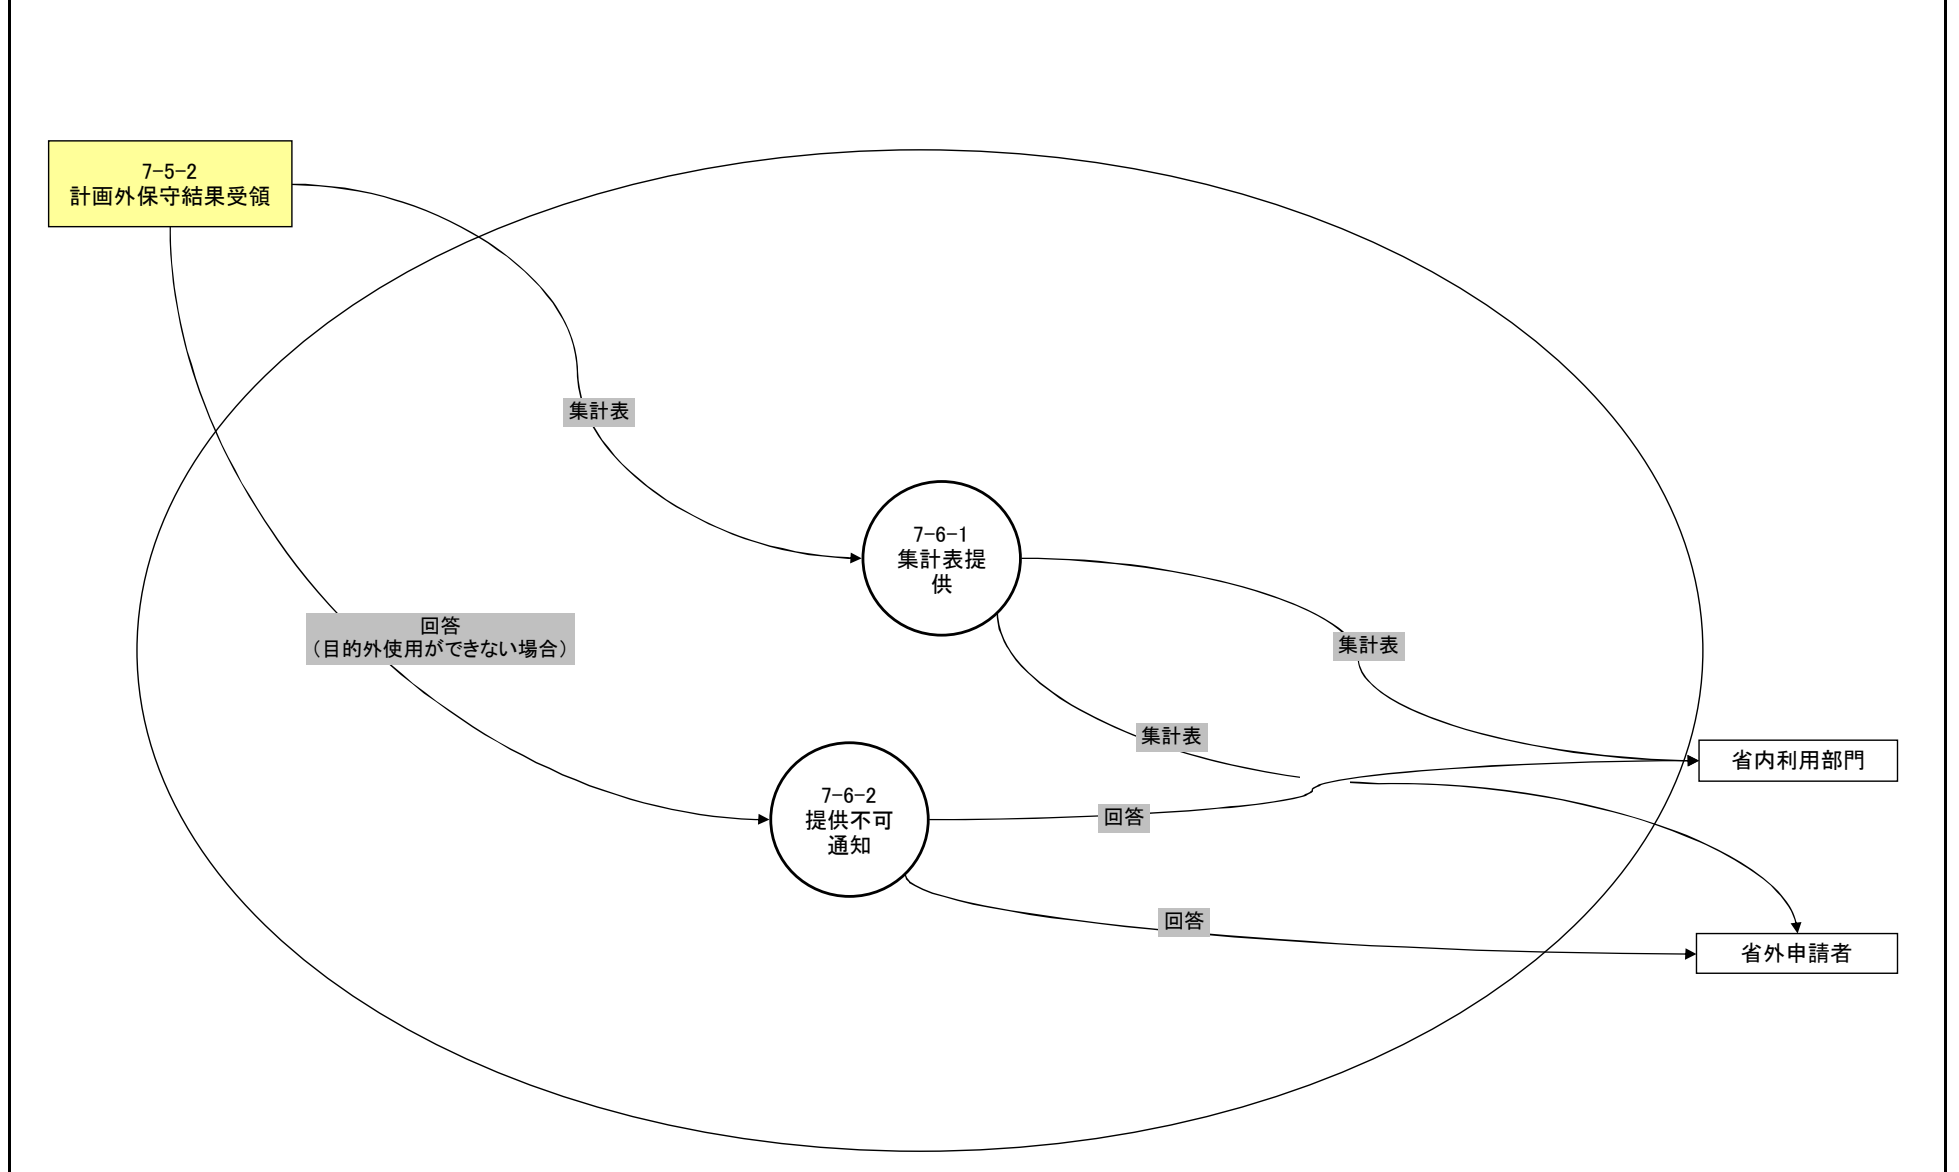 7-5-2
計画外保守結果受領
集計表
7-6-1
集計表提
供
回答
（目的外使用ができない場合）
集計表
集計表
省内利用部門
7-6-2
提供不可
通知
回答
回答
省外申請者